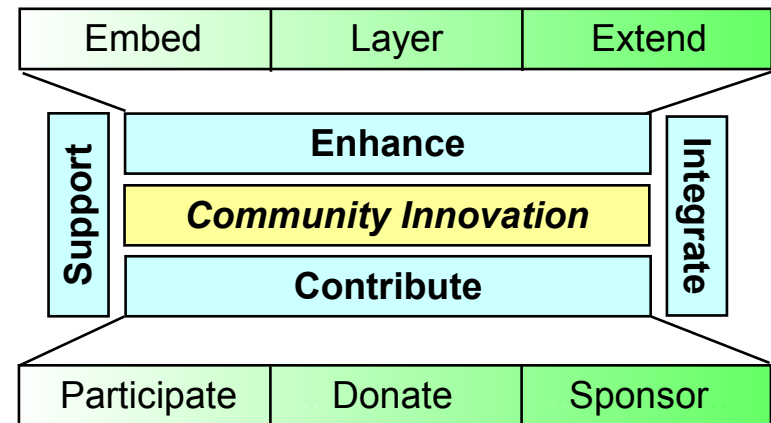 Embed Layer Extend
Support
Enhance
Community Innovation
Contribute
Integrate
Participate Donate Sponsor